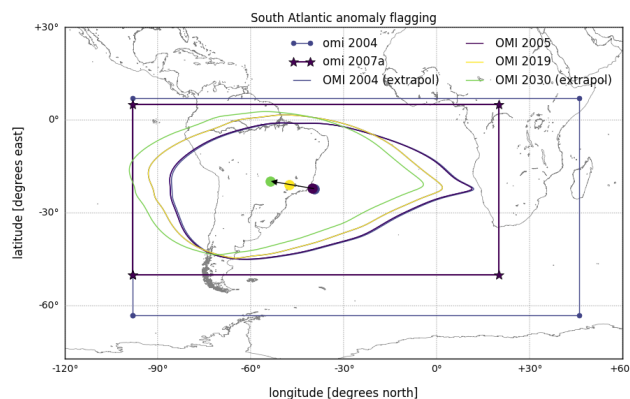 South Atlantic anomaly flagging
+30°
0°
-30°
-60°
-120°
-90°
-60°
-30°
0°
+30°
+60
omi 2004
omi 2007a
OMI 2004 (extrapol)
OMI 2005
OMI 2019
OMI 2030 (extrapol)
latitude [degrees east]
longitude [degrees north]